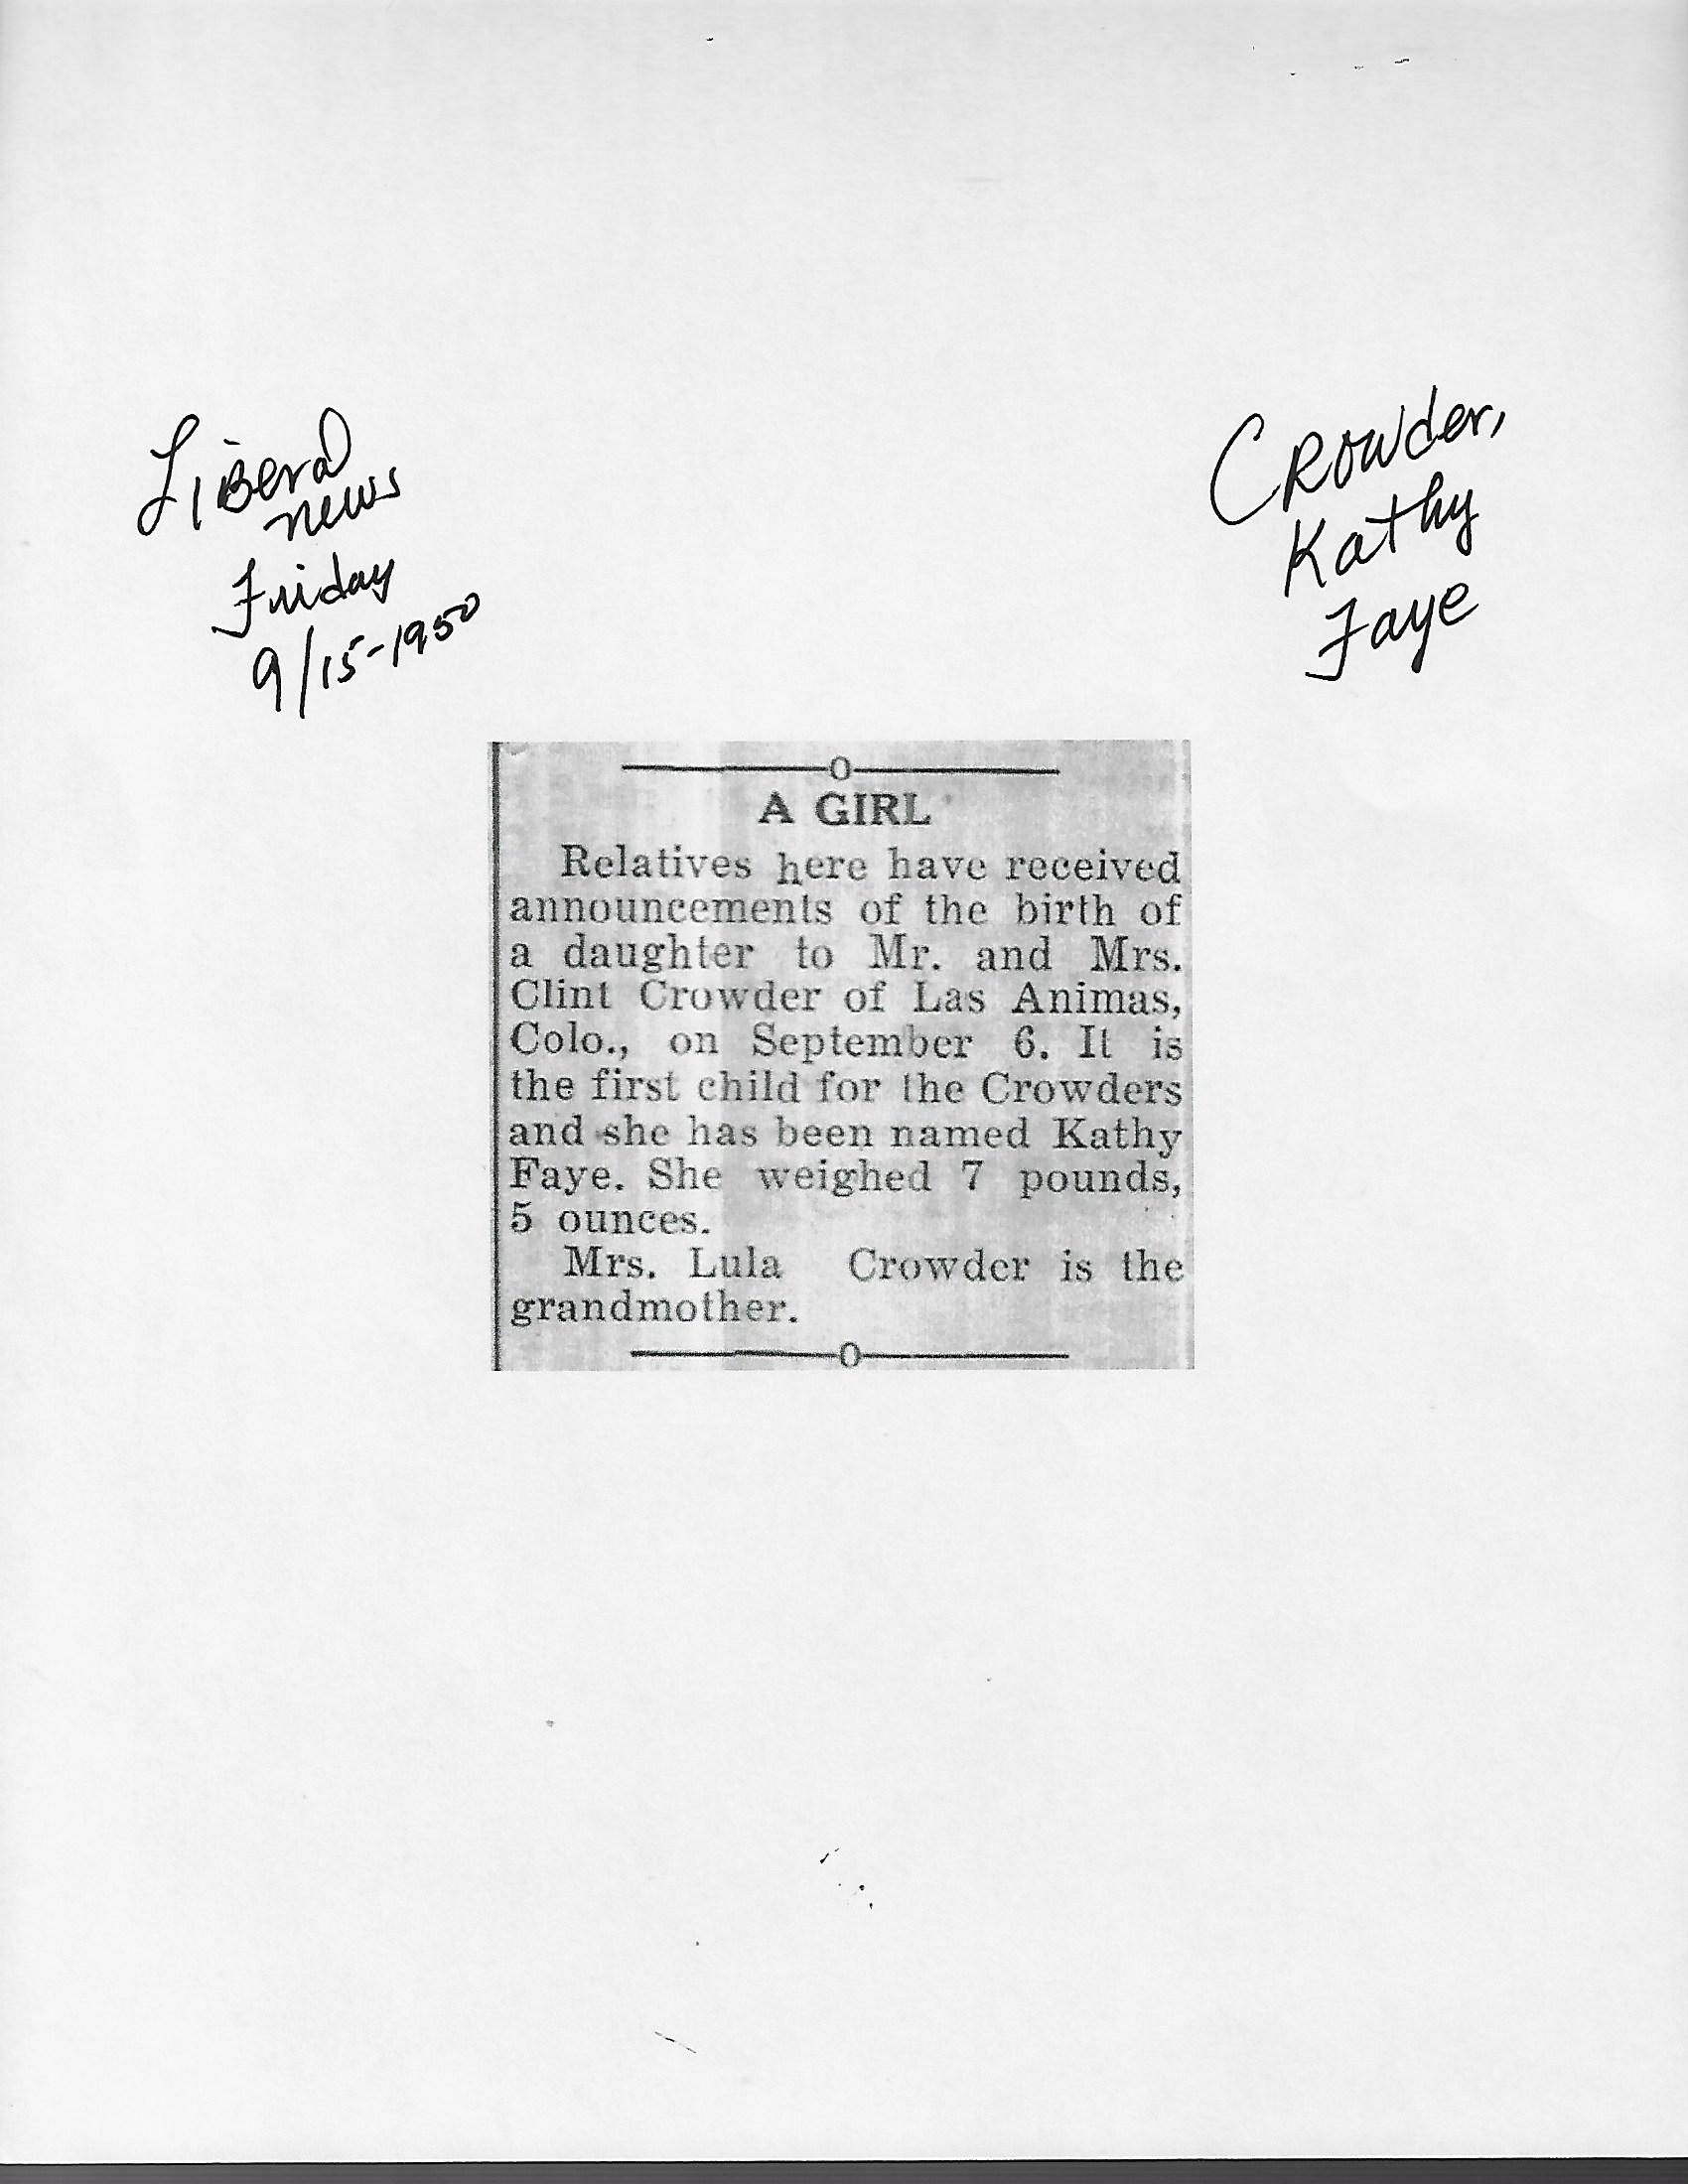 Liberal
news
Friday
9/15-1950
Crowder,
Kathy
Faye
A GIRL
Relatives here have received
announcements of the birth of
a daughter to Mr. and Mrs.
Clint Crowder of Las Animas,
Colo., on September 6. It is
the first child for the Crowders
and she has been named Kathy
Faye. She weighed 7 pounds,
5 ounces.
Mrs. Lula Crowder is the
grandmother.